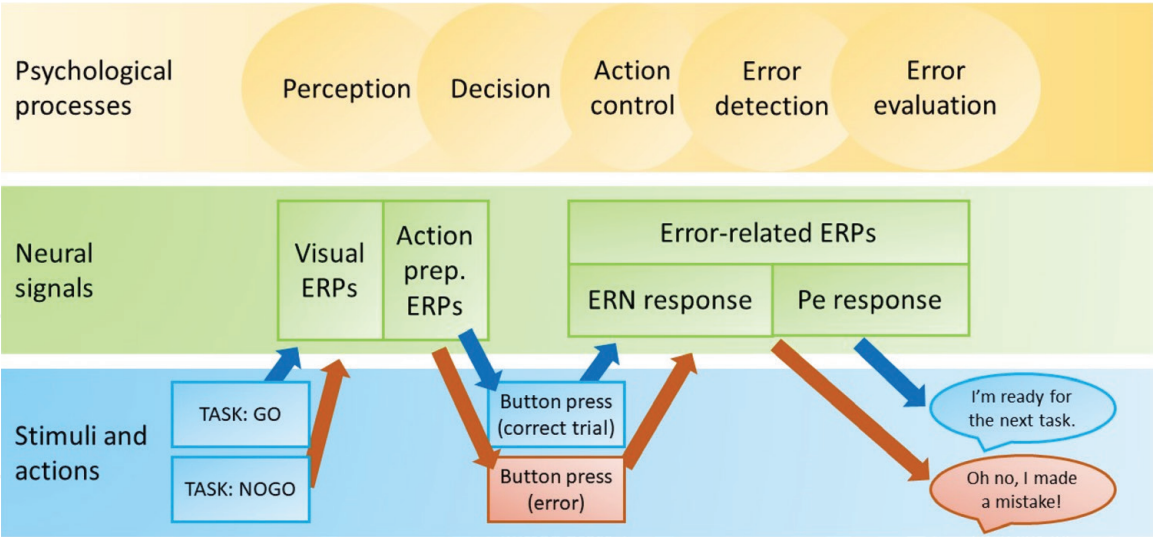 Psychological
processes
Perception
Decision
Action
control
Error
detection
Error
evaluation
Neural
signals
Visual
ERPs
Action
prep.
ERPs
Error-related ERPs
ERN response
Pe response
Stimuli and
actions
TASK: GO
TASK: NOGO
Button press
(correct trial)
Button press
(error)
I'm ready for
the next task.
Oh no, I made
a mistake!